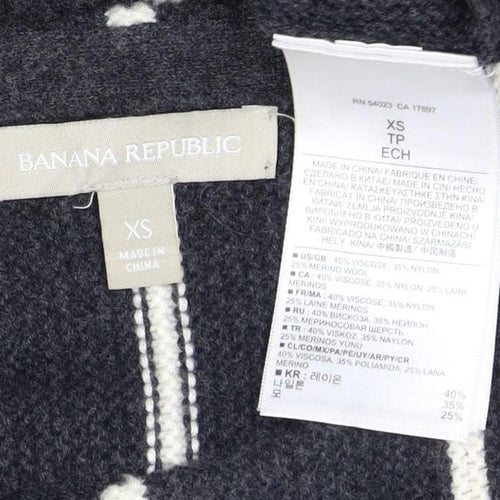 BANANA REPUBLIC
XS
MADE IN
CHINA
RN 54023 CA 17897
XS
TP
ECH
MADE IN CHINA/ FABRIQUE EN CHINE/
СДЕЛАНО В КИТАЕ/ MADE IN CIN/ HECHO
EN CHINA/ ΚΑΤΑΣΚΕΥΑΖΕΤΑΙ ΣΤΗΝ KINA/
FABRICAT ÎN CHINA/ ПРОИЗВЕДЕНО В
КИТАЙ/ ZEMLJA PROIZVODNJE KINA/
ВИРОБЛЕНО В КИТАЇ/ PROIZVEDENO U
KINI/ WYPRODUKOWANO W CHINACH/
FABRICADO NA CHINA/ SZÁRMAZÁSI
HELY: KÍNA/ 中國製造/ 中国制造
■ US/GB: 40% VISCOSE, 35% NYLON,
25% MERINO WOOL
■ CA : 40% VISCOSE, 35% NYLON,
25% LAINE MERINOS
■ FR/MA : 40% VISCOSE, 35% NYLON,
25% LAINE MÉRINOS
■ RU : 40% ВИСКОЗА, 35% НЕЙЛОН
25% МЕРИНОСОВАЯ ШЕРСТЬ
■ TR : 40% VISKOZ, 35% NAYLON,
25% MERINOS YÜNÜ
■ CL/CO/MX/PA/PE/UY/AR/PY/CR:
40% VISCOSA, 35% POLIAMIDA, 25% LANA
MERINO
■ KR : 레이온 40%
나일론 35%
모 25%